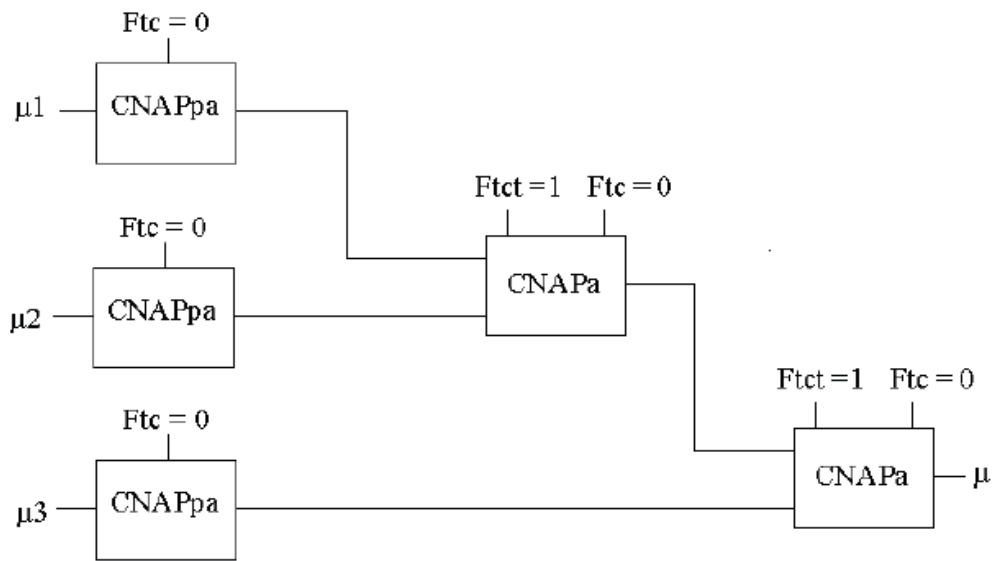 Ftc = 0
μ1
CNAPpa
Ftct = 1
Ftc = 0
Ftc = 0
μ2
CNAPpa
CNAPa
Ftct = 1
Ftc = 0
Ftc = 0
μ3
CNAPpa
CNAPa
μ